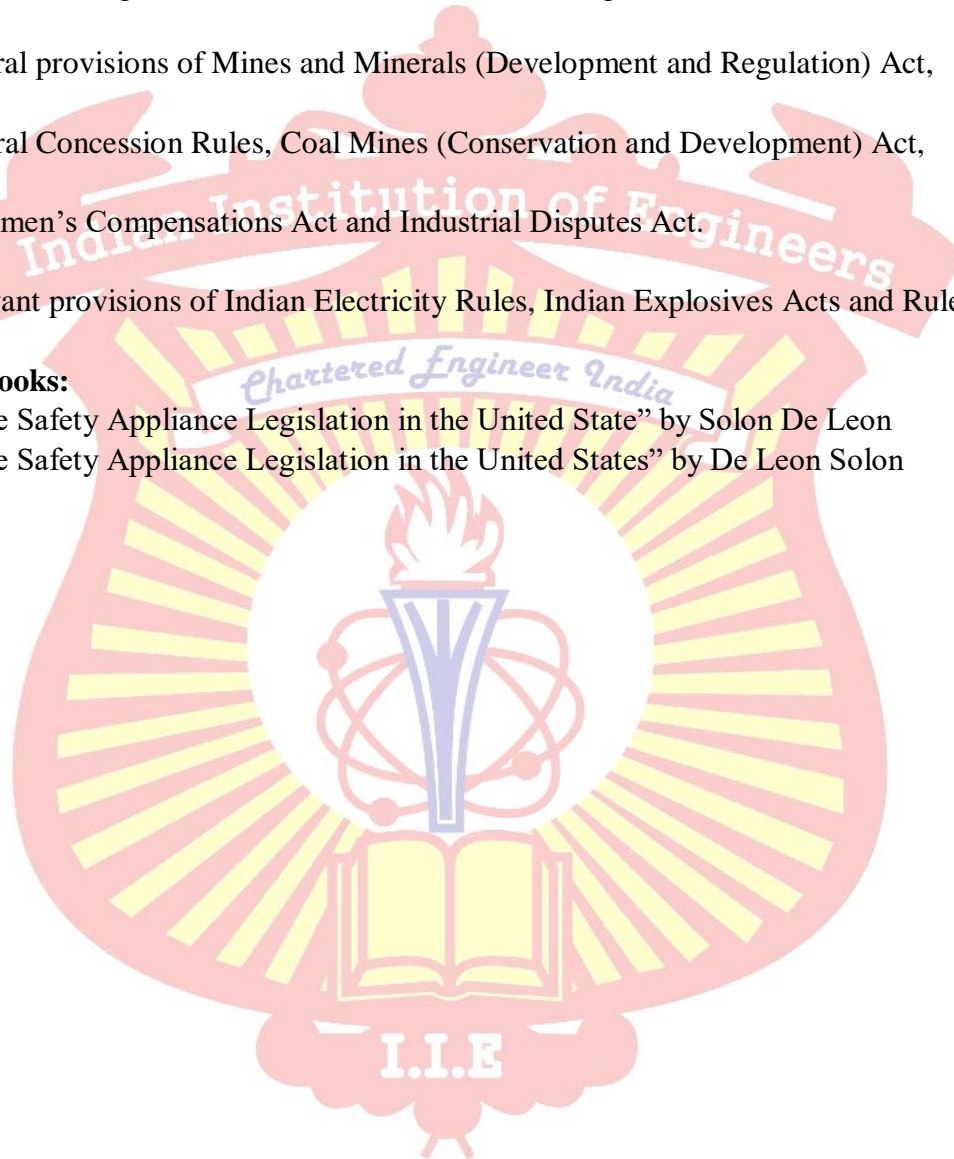 ral provisions of Mines and Minerals (Development and Regulation) Act,
ral Concession Rules, Coal Mines (Conservation and Development) Act,
men’s Compensations Act and Industrial Disputes Act.
Indian Institution of Engineers
vant provisions of Indian Electricity Rules, Indian Explosives Acts and Rule
Chartered Engineer India
ooks:
e Safety Appliance Legislation in the United State” by Solon De Leon
e Safety Appliance Legislation in the United States” by De Leon Solon
I.I.E